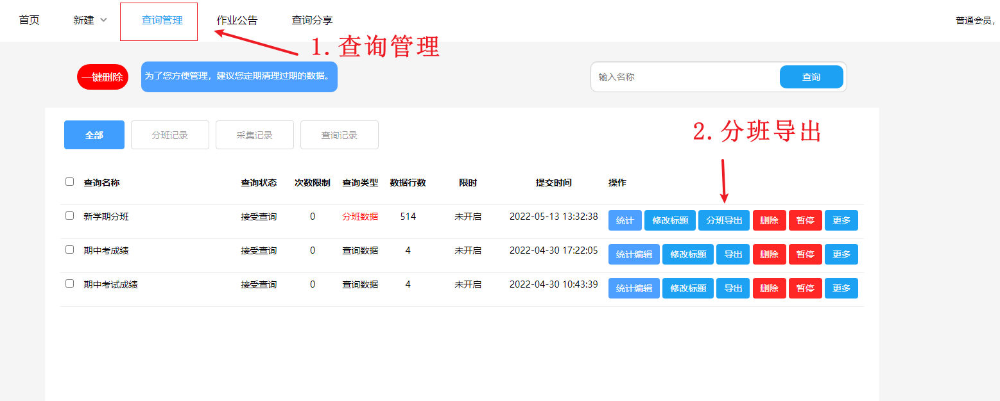 首页 新建 查询管理 作业公告 查询分享 普通会员，
1. 查询管理
一键删除 为了您方便管理，建议您定期清理过期的数据。 输入名称 查询
2. 分班导出
全部 分班记录 采集记录 查询记录
查询名称 查询状态 次数限制 查询类型 数据行数 限时 提交时间 操作
新学期分班 接受查询 0 分班数据 514 未开启 2022-05-13 13:32:38 统计 修改标题 分班导出 删除 暂停 更多
期中考成绩 接受查询 0 查询数据 4 未开启 2022-04-30 17:22:05 统计编辑 修改标题 导出 删除 暂停 更多
期中考试成绩 接受查询 0 查询数据 4 未开启 2022-04-30 10:43:39 统计编辑 修改标题 导出 删除 暂停 更多